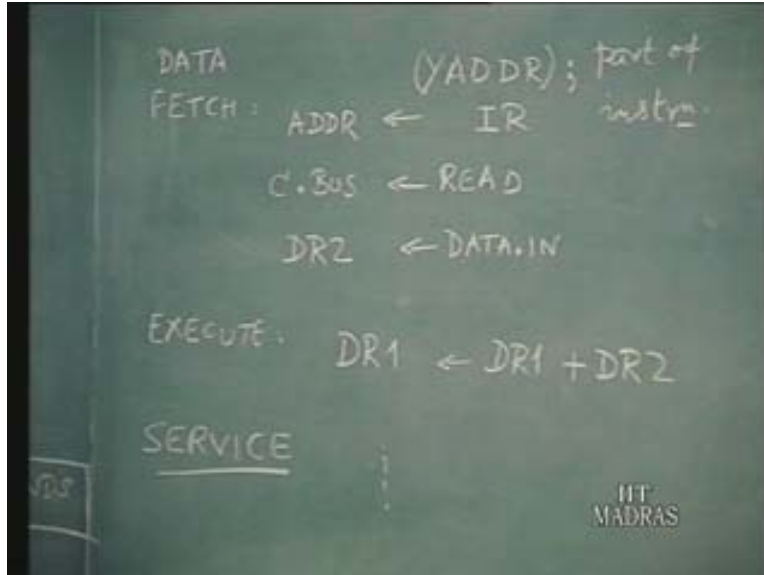 DATA (YADDR); part of
FETCH: ADDR ← IR instrn.
C.BUS ← READ
DR2 ← DATA.IN
EXECUTE. DR1 ← DR1 + DR2
SERVICE
IIT
MADRAS